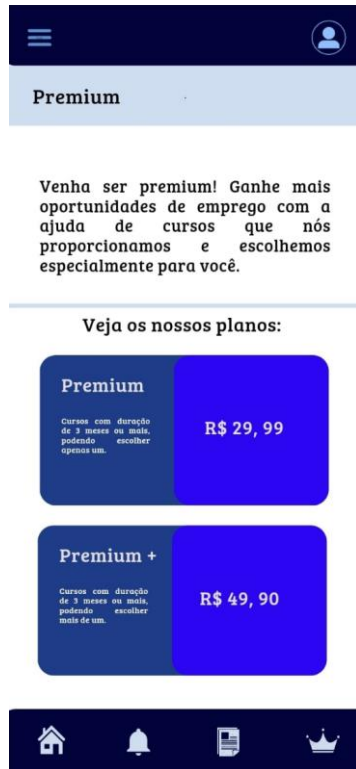 Premium
Venha ser premium! Ganhe mais
oportunidades de emprego com a
ajuda de cursos que nós
proporcionamos e escolhemos
especialmente para você.
Veja os nossos planos:
Premium
Cursos com duração
de 3 meses ou mais,
podendo escolher
apenas um.
R$ 29, 99
Premium +
Cursos com duração
de 3 meses ou mais,
podendo escolher
mais de um.
R$ 49, 90